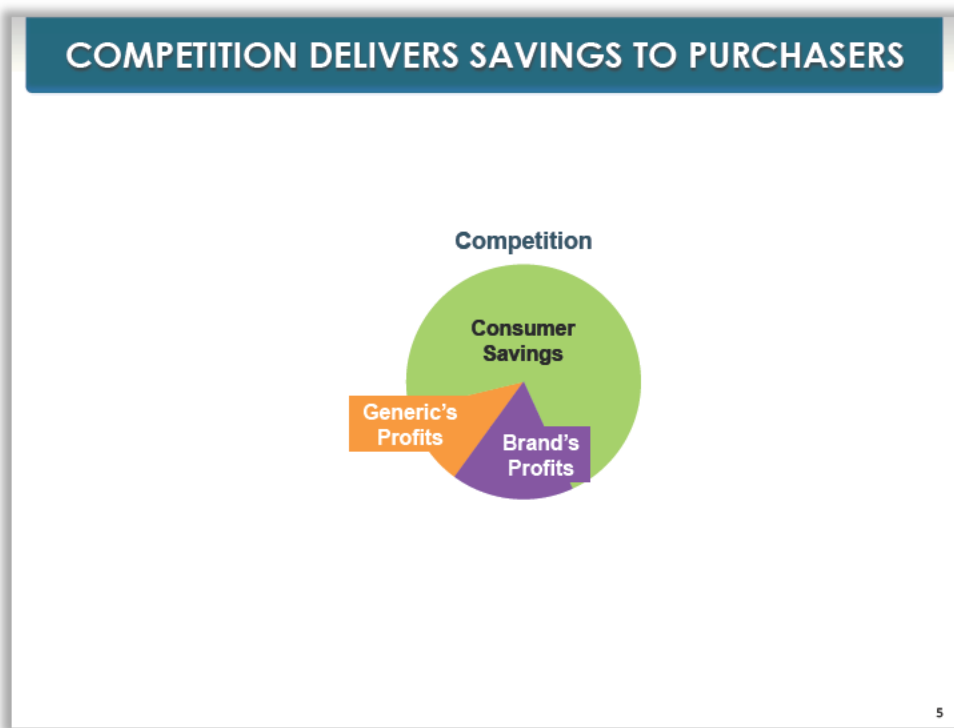 COMPETITION DELIVERS SAVINGS TO PURCHASERS
Competition
Consumer
Savings
Generic’s
Profits
Brand’s
Profits
5